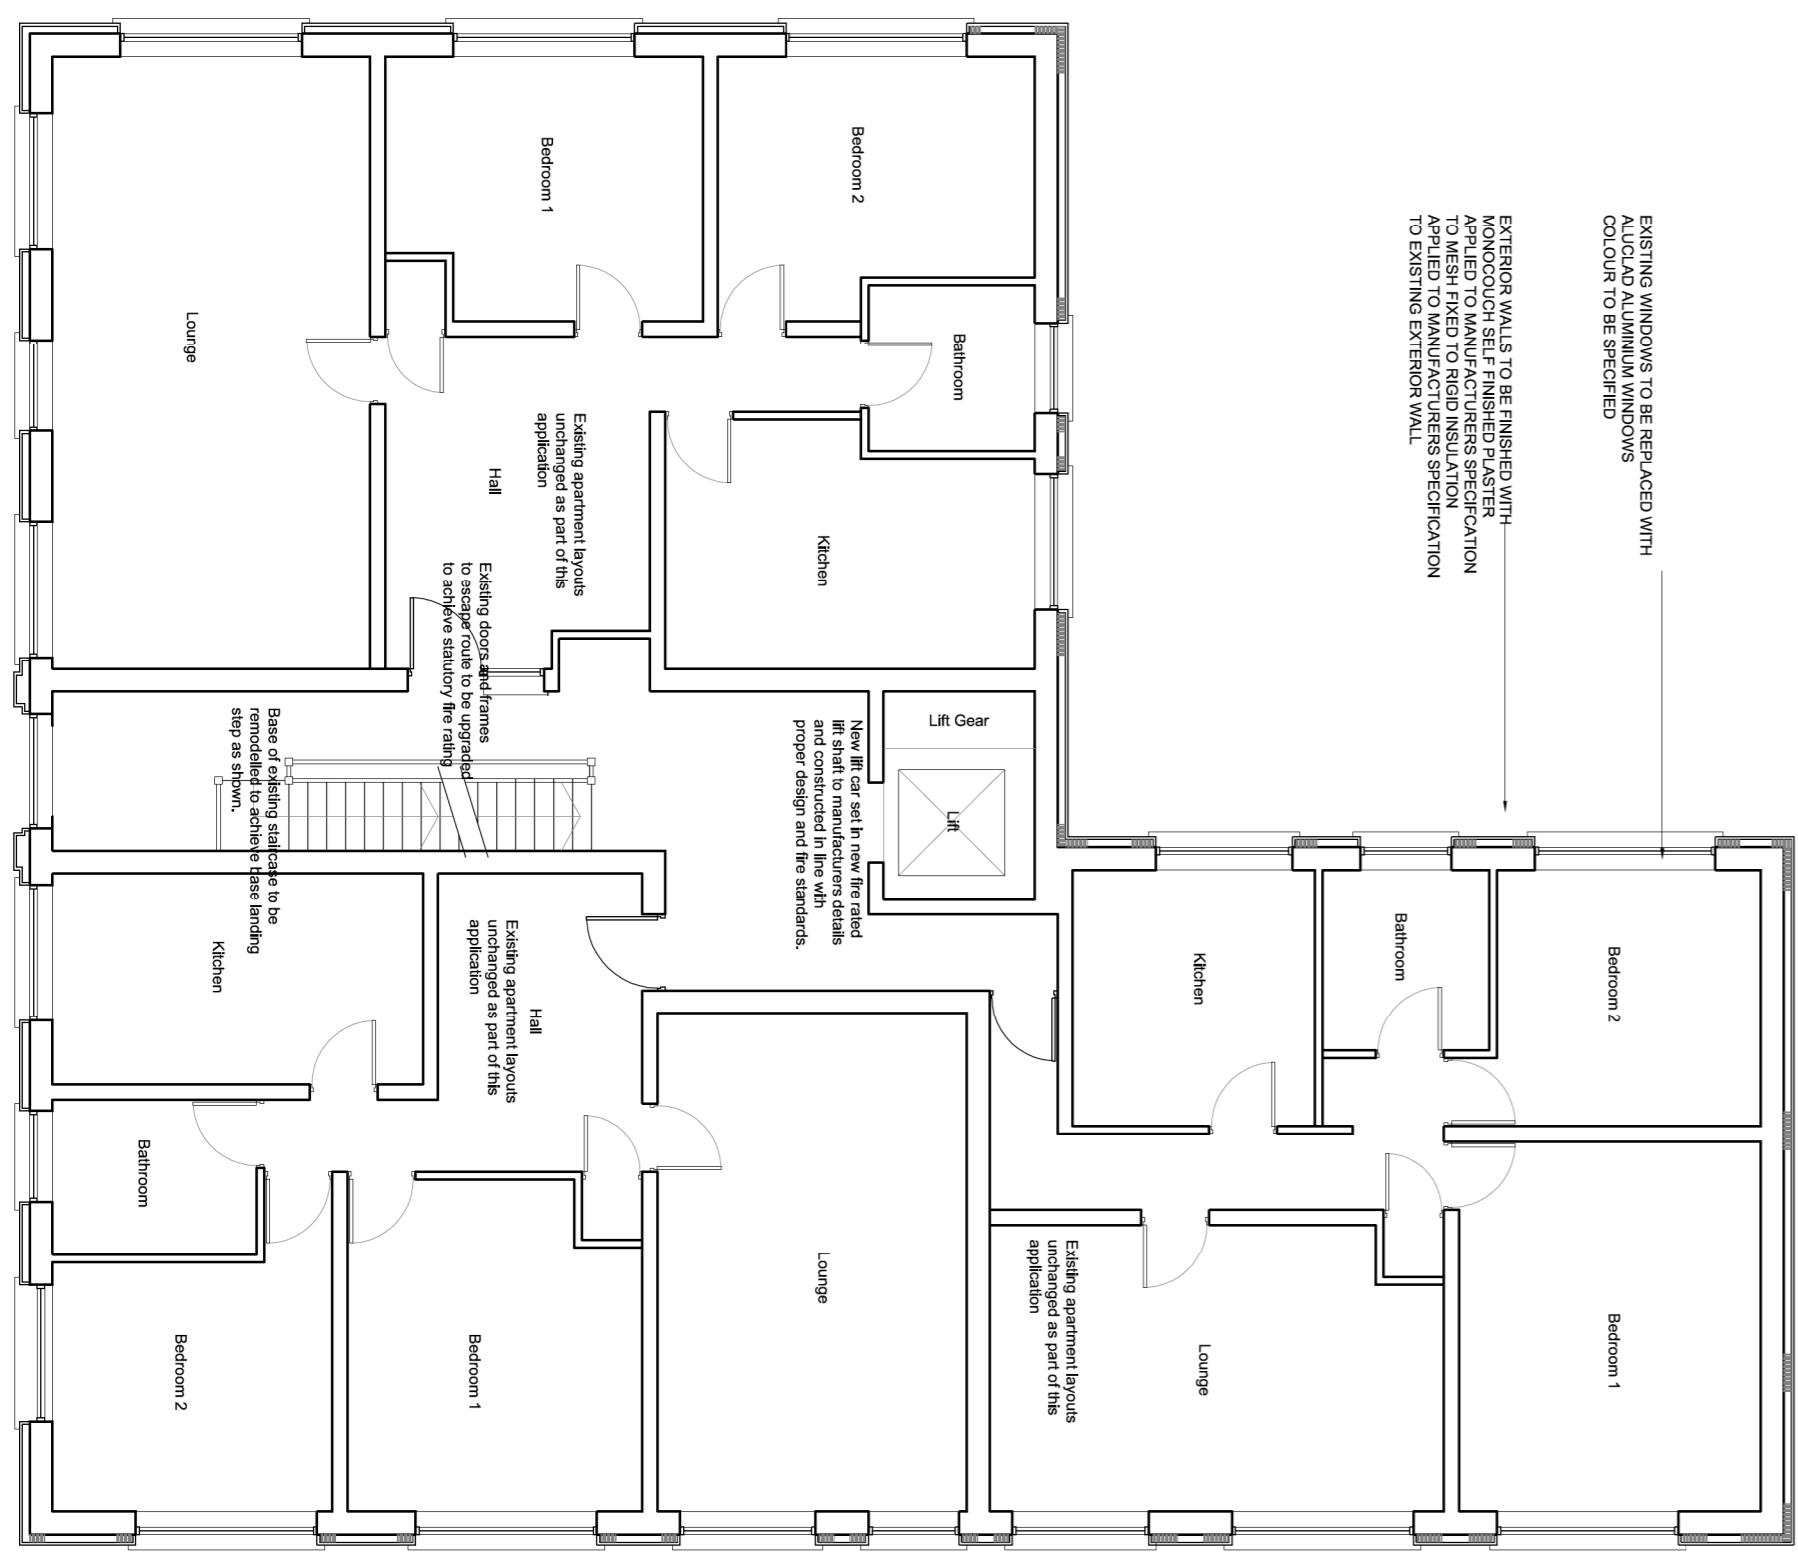 EXISTING WINDOWS TO BE REPLACED WITH
ALUCLAD ALUMINIUM WINDOWS
COLOUR TO BE SPECIFIED
EXTERIOR WALLS TO BE FINISHED WITH
MONOCOUCH SELF FINISHED PLASTER
APPLIED TO MANUFACTURERS SPECIFCATION
TO MESH FIXED TO RIGID INSULATION
APPLIED TO MANUFACTURERS SPECIFICATION
TO EXISTING EXTERIOR WALL
Bedroom 2
Bedroom 1
Lounge
Bathroom
Kitchen
Hall
Existing apartment layouts
unchanged as part of this
application
Existing doors and frames
to escape route to be upgraded
to achieve statutory fire rating
Lift Gear
Lift
New lift car set in new fire rated
lift shaft to manufacturers details
and constructed in line with
proper design and fire standards.
Base of existing staircase to be
remodelled to achieve base landing
step as shown.
Kitchen
Hall
Existing apartment layouts
unchanged as part of this
application
Bathroom
Bedroom 2
Bedroom 1
Lounge
Kitchen
Bathroom
Bedroom 2
Existing apartment layouts
unchanged as part of this
application
Lounge
Bedroom 1